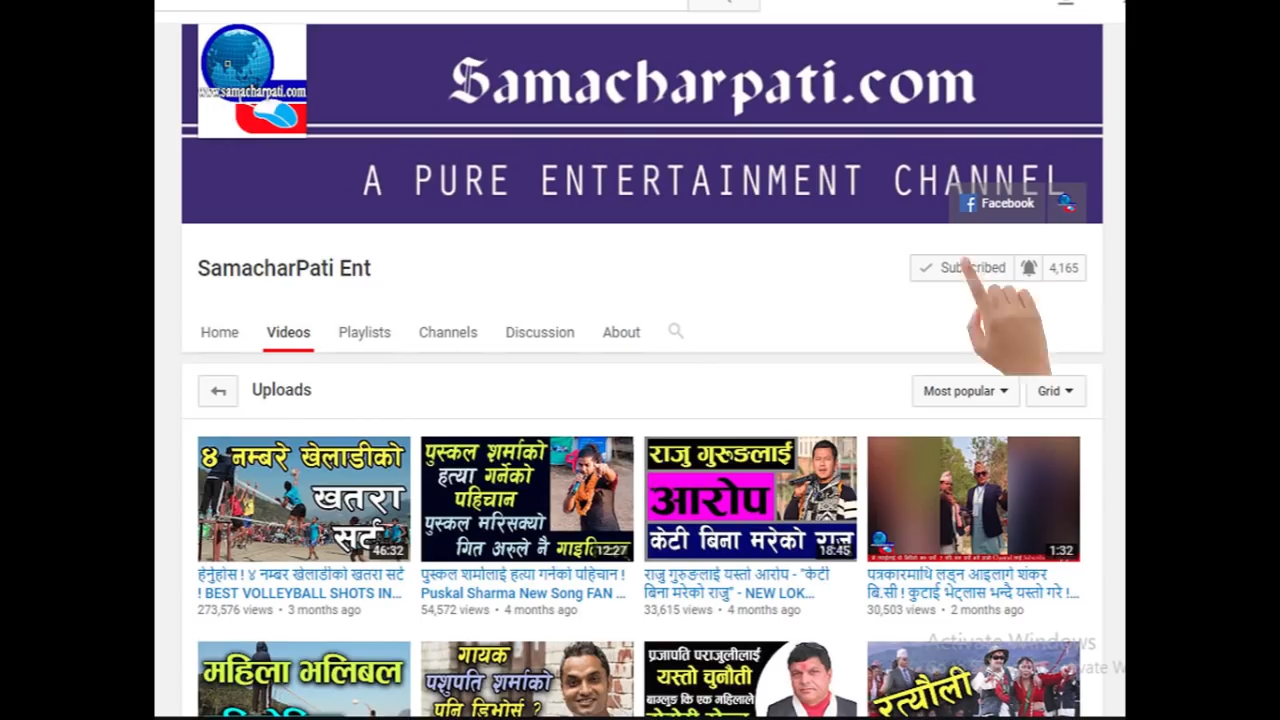 Samacharpati.com
www.samacharpati.com
A PURE ENTERTAINMENT CHANNEL
Facebook
SamacharPati Ent
Subscribed 4,165
Home Videos Playlists Channels Discussion About
Uploads
Most popular Grid
४ नम्बरे खेलाडीको
खतरा
सर्ट
46:32
पुस्कल शर्माको
हत्या गर्नेको
पहिचान
पुस्कल मरिसक्यो
गित अरुले नै
12:27
राजु गुरुङलाई
आरोप
केटी बिना मरेको राजु
18:45
1:32
हेर्नुहोस ! ४ नम्बर खेलाडीको खतरा सर्ट
! BEST VOLLEYBALL SHOTS IN...
273,576 views • 3 months ago
पुस्कल शर्मालाई हत्या गर्नेको पहिचान !
Puskal Sharma New Song FAN ...
54,572 views • 4 months ago
राजु गुरुङलाई यस्तो आरोप - "केटी
बिना मरेको राजु" - NEW LOK...
33,615 views • 4 months ago
पत्रकारमाथि लड्न आइलागे शंकर
बि.सी ! कुटाई भेट्लास भन्दै यस्तो गरे !...
30,503 views • 2 months ago
Activate Windows
महिला भलिबल
गायक
पशुपति शर्माको
पनि डिभोर्स ?
प्रजापति पराजुलीलाई
यस्तो चुनौती
बाग्लुङ कि एक महिलाले
रत्यौली